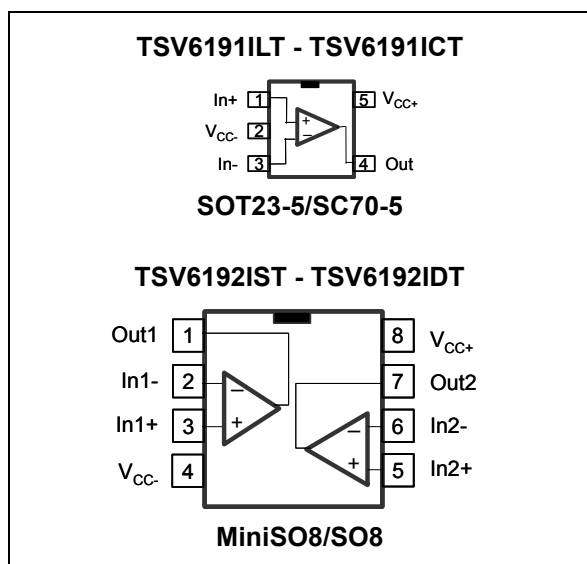 TSV6191ILT - TSV6191ICT
In+ 1 5 VCC+
+
VCC- 2
−
In- 3 4 Out
SOT23-5/SC70-5
TSV6192IST - TSV6192IDT
Out1 1 8 VCC+
In1- 2 − 7 Out2
In1+ 3 + − 6 In2-
VCC- 4 + 5 In2+
MiniSO8/SO8